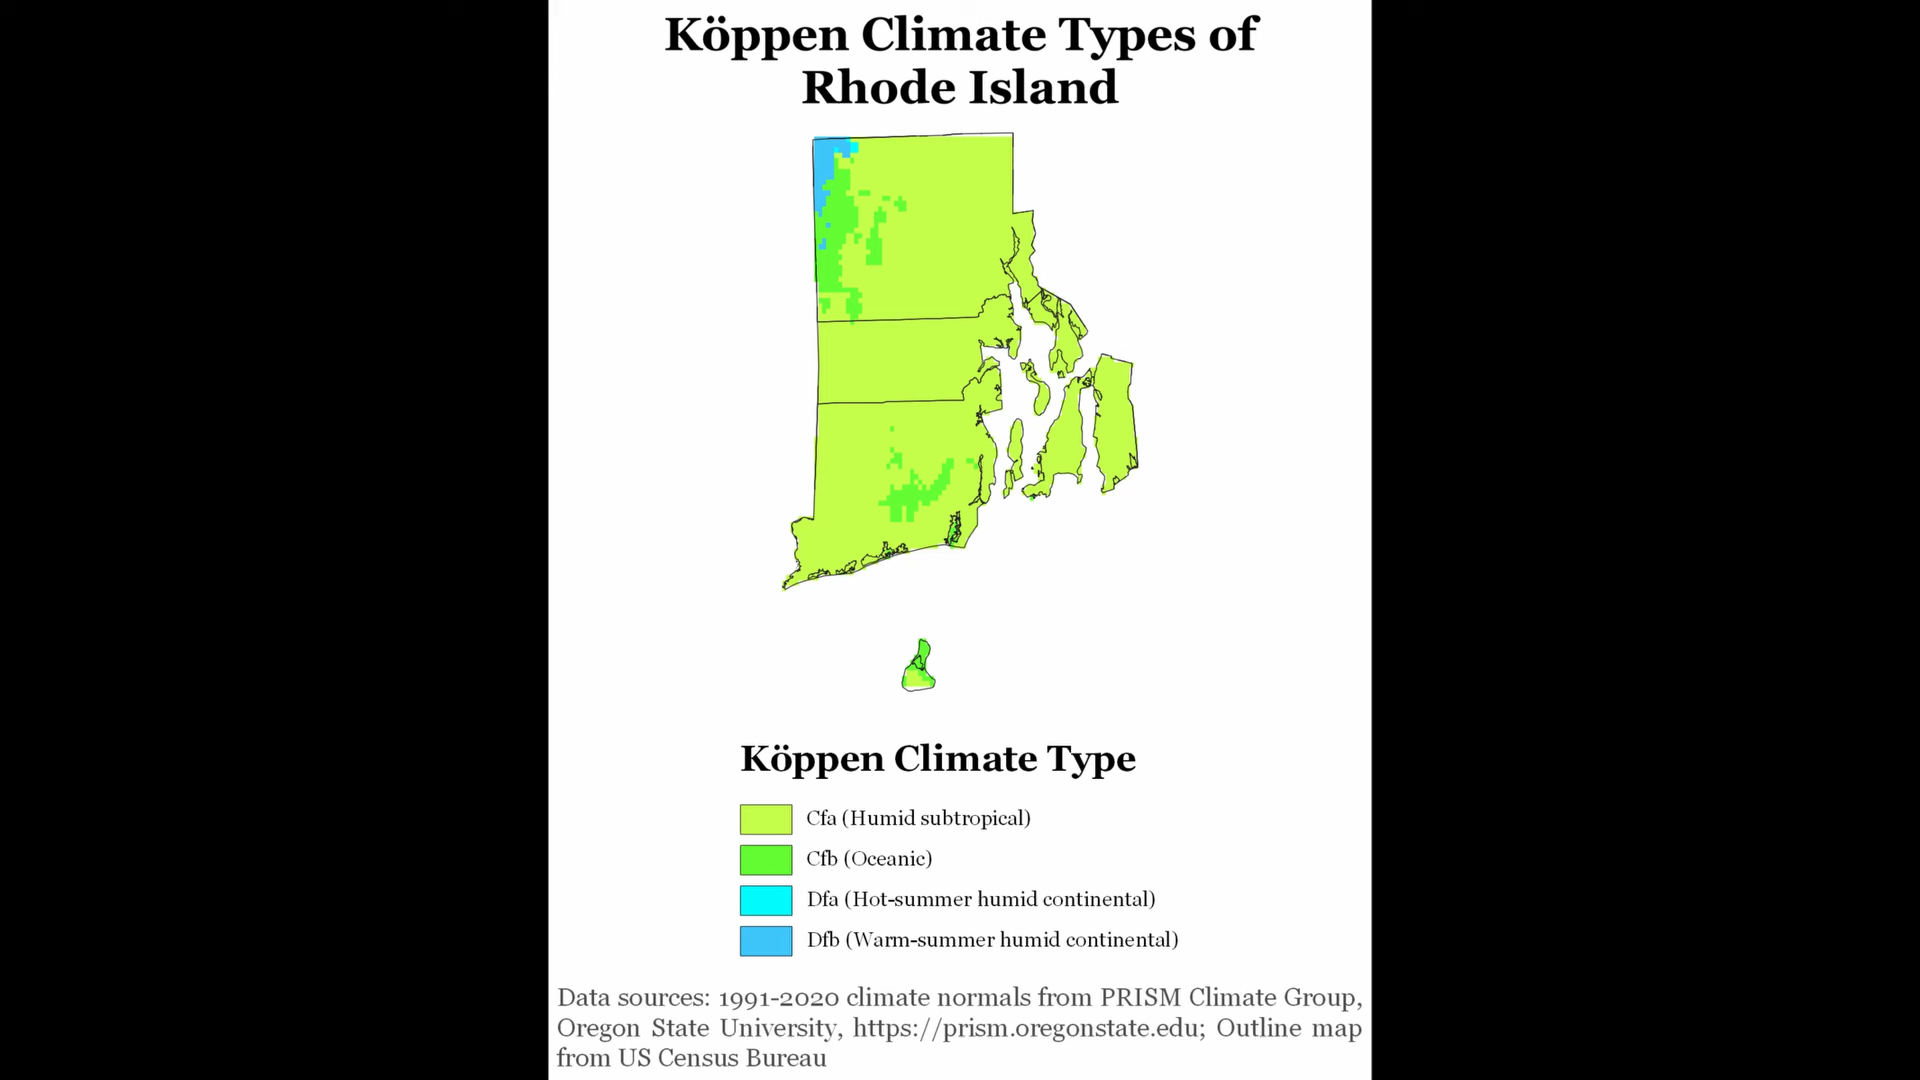 Köppen Climate Types of
Rhode Island
Köppen Climate Type
Cfa (Humid subtropical)
Cfb (Oceanic)
Dfa (Hot-summer humid continental)
Dfb (Warm-summer humid continental)
Data sources: 1991-2020 climate normals from PRISM Climate Group,
Oregon State University, https://prism.oregonstate.edu; Outline map
from US Census Bureau